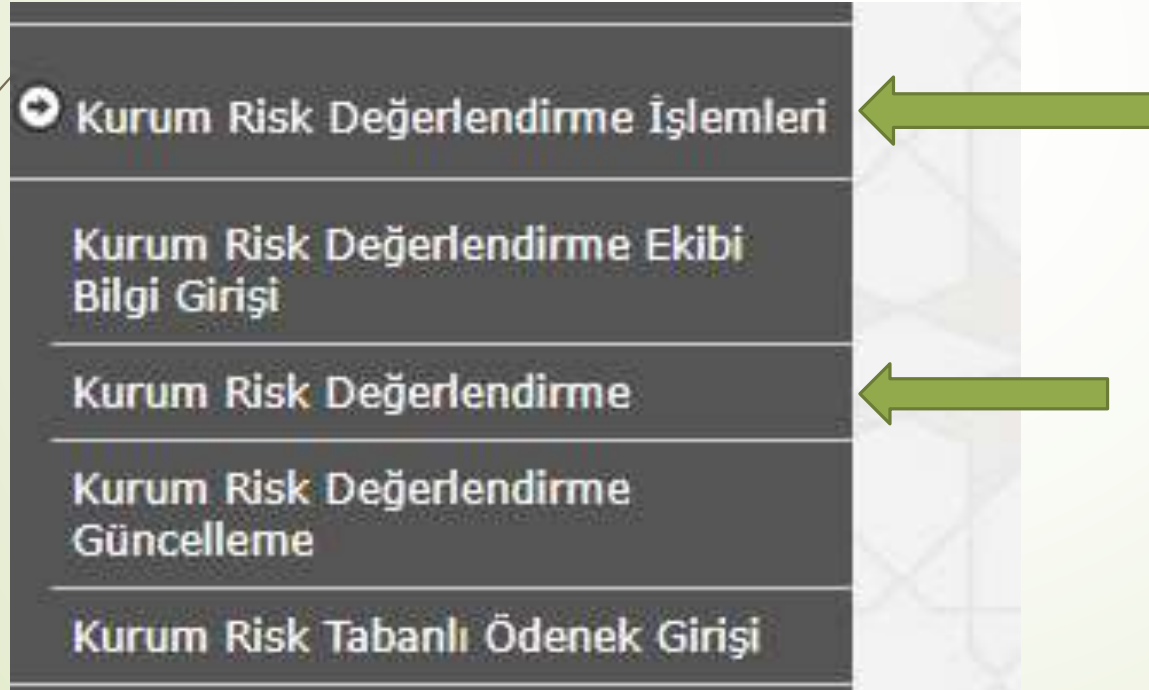 Kurum Risk Değerlendirme İşlemleri
Kurum Risk Değerlendirme Ekibi
Bilgi Girişi
Kurum Risk Değerlendirme
Kurum Risk Değerlendirme
Güncelleme
Kurum Risk Tabanlı Ödenek Girişi